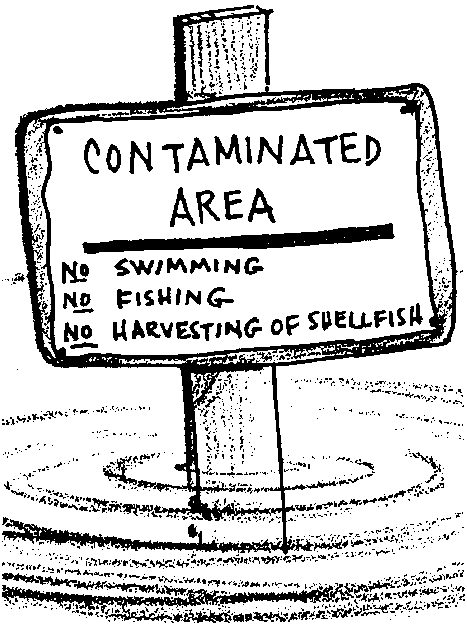 CONTAMINATED
AREA
NO SWIMMING
NO FISHING
NO HARVESTING OF SHELLFISH